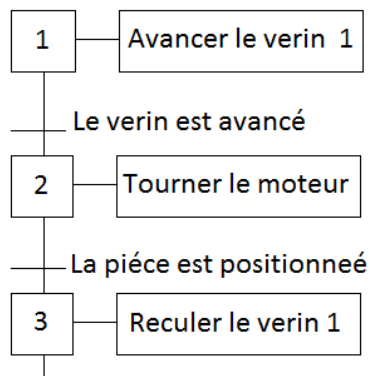 1 Avancer le verin 1
Le verin est avancé
2 Tourner le moteur
La piéce est positionneé
3 Reculer le verin 1